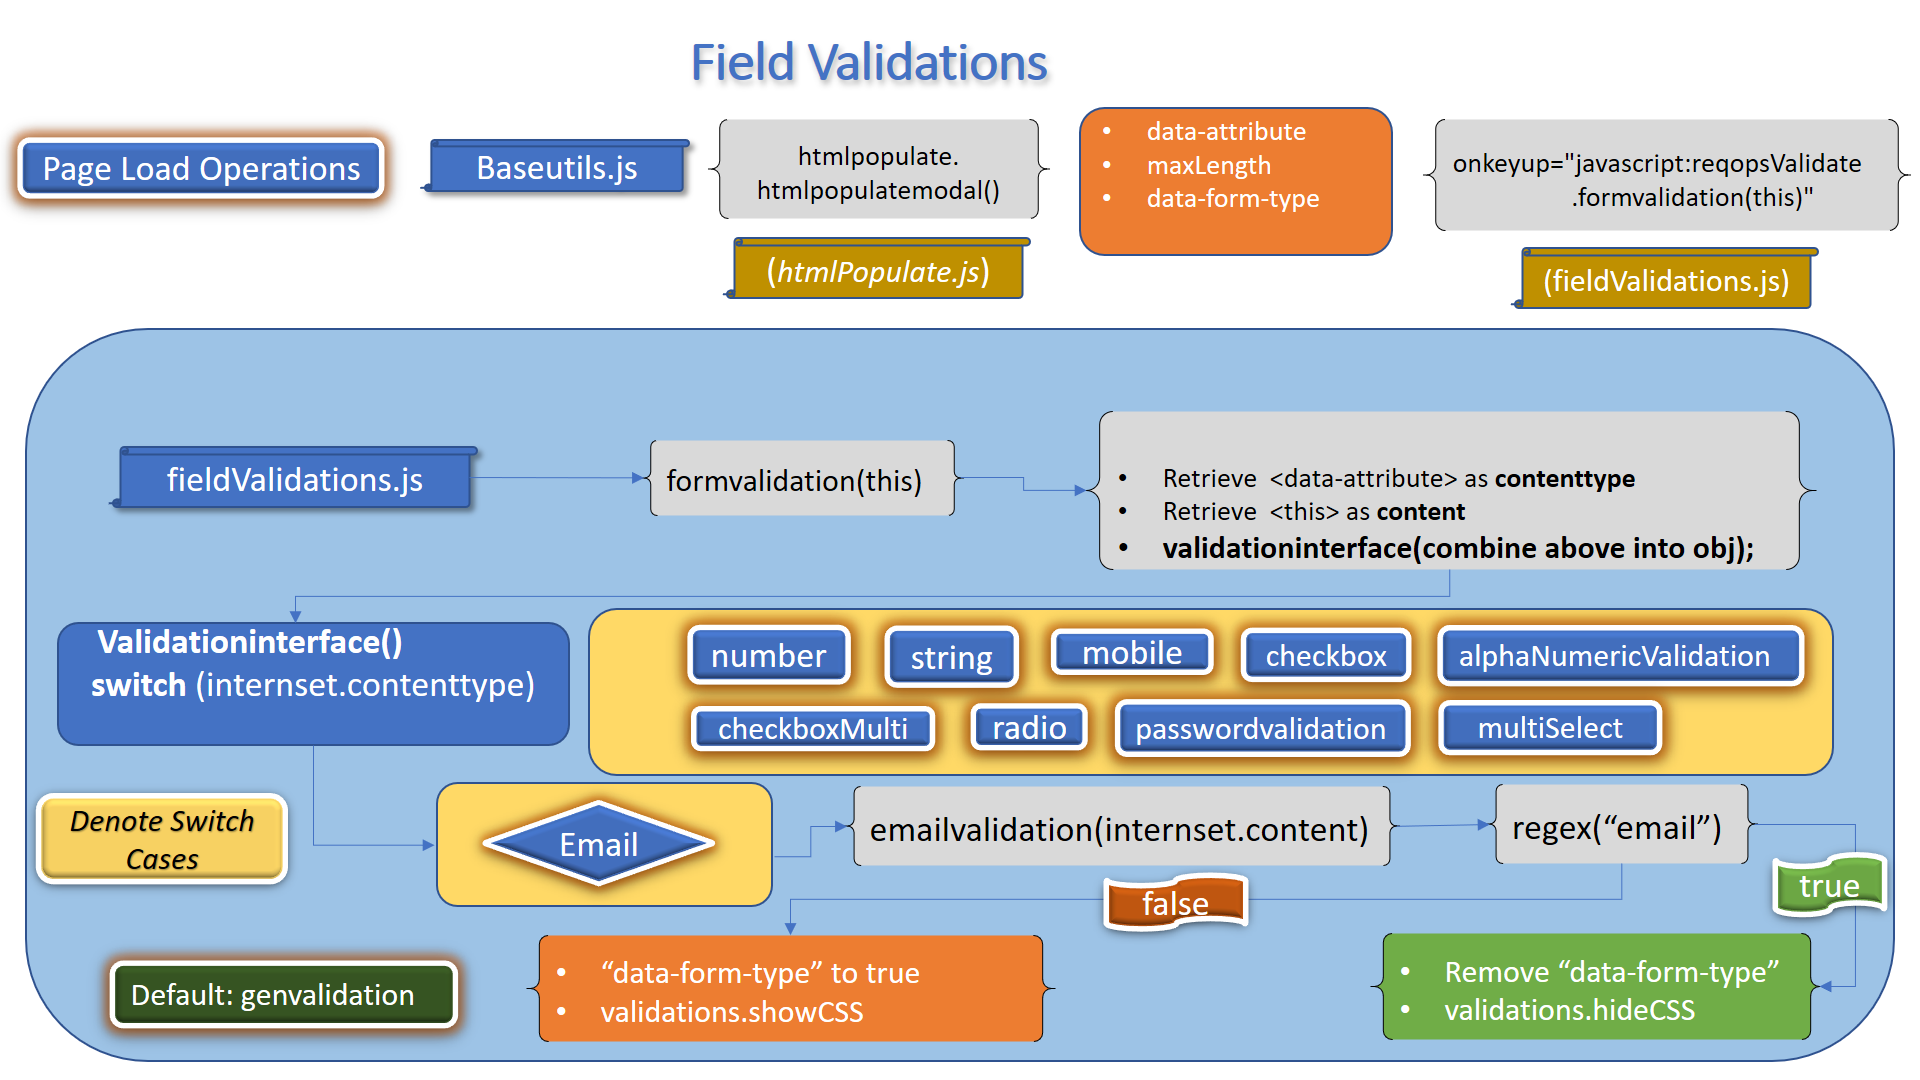 Field Validations
Page Load Operations
Baseutils.js
htmlpopulate.
htmlpopulatemodal()
(htmlPopulate.js)
• data-attribute
• maxLength
• data-form-type
onkeyup="javascript:reqopsValidate
.formvalidation(this)"
(fieldValidations.js)
fieldValidations.js
formvalidation(this)
• Retrieve <data-attribute> as contenttype
• Retrieve <this> as content
• validationinterface(combine above into obj);
Validationinterface()
switch (internset.contenttype)
number
string
mobile
checkbox
alphaNumericValidation
checkboxMulti
radio
passwordvalidation
multiSelect
Denote Switch
Cases
Email
emailvalidation(internset.content)
regex(“email”)
false
true
Default: genvalidation
• “data-form-type” to true
• validations.showCSS
• Remove “data-form-type”
• validations.hideCSS